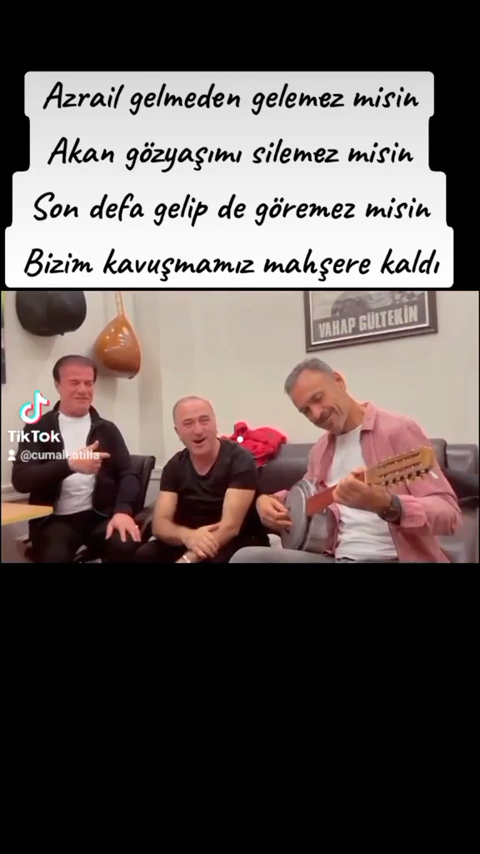 Azrail gelmeden gelemez misin
Akan gözyaşımı silemez misin
Son defa gelip de göremez misin
Bizim kavuşmamız mahşere kaldı
VAHAP GÜLTEKİN
TikTok
@cumali.atilla